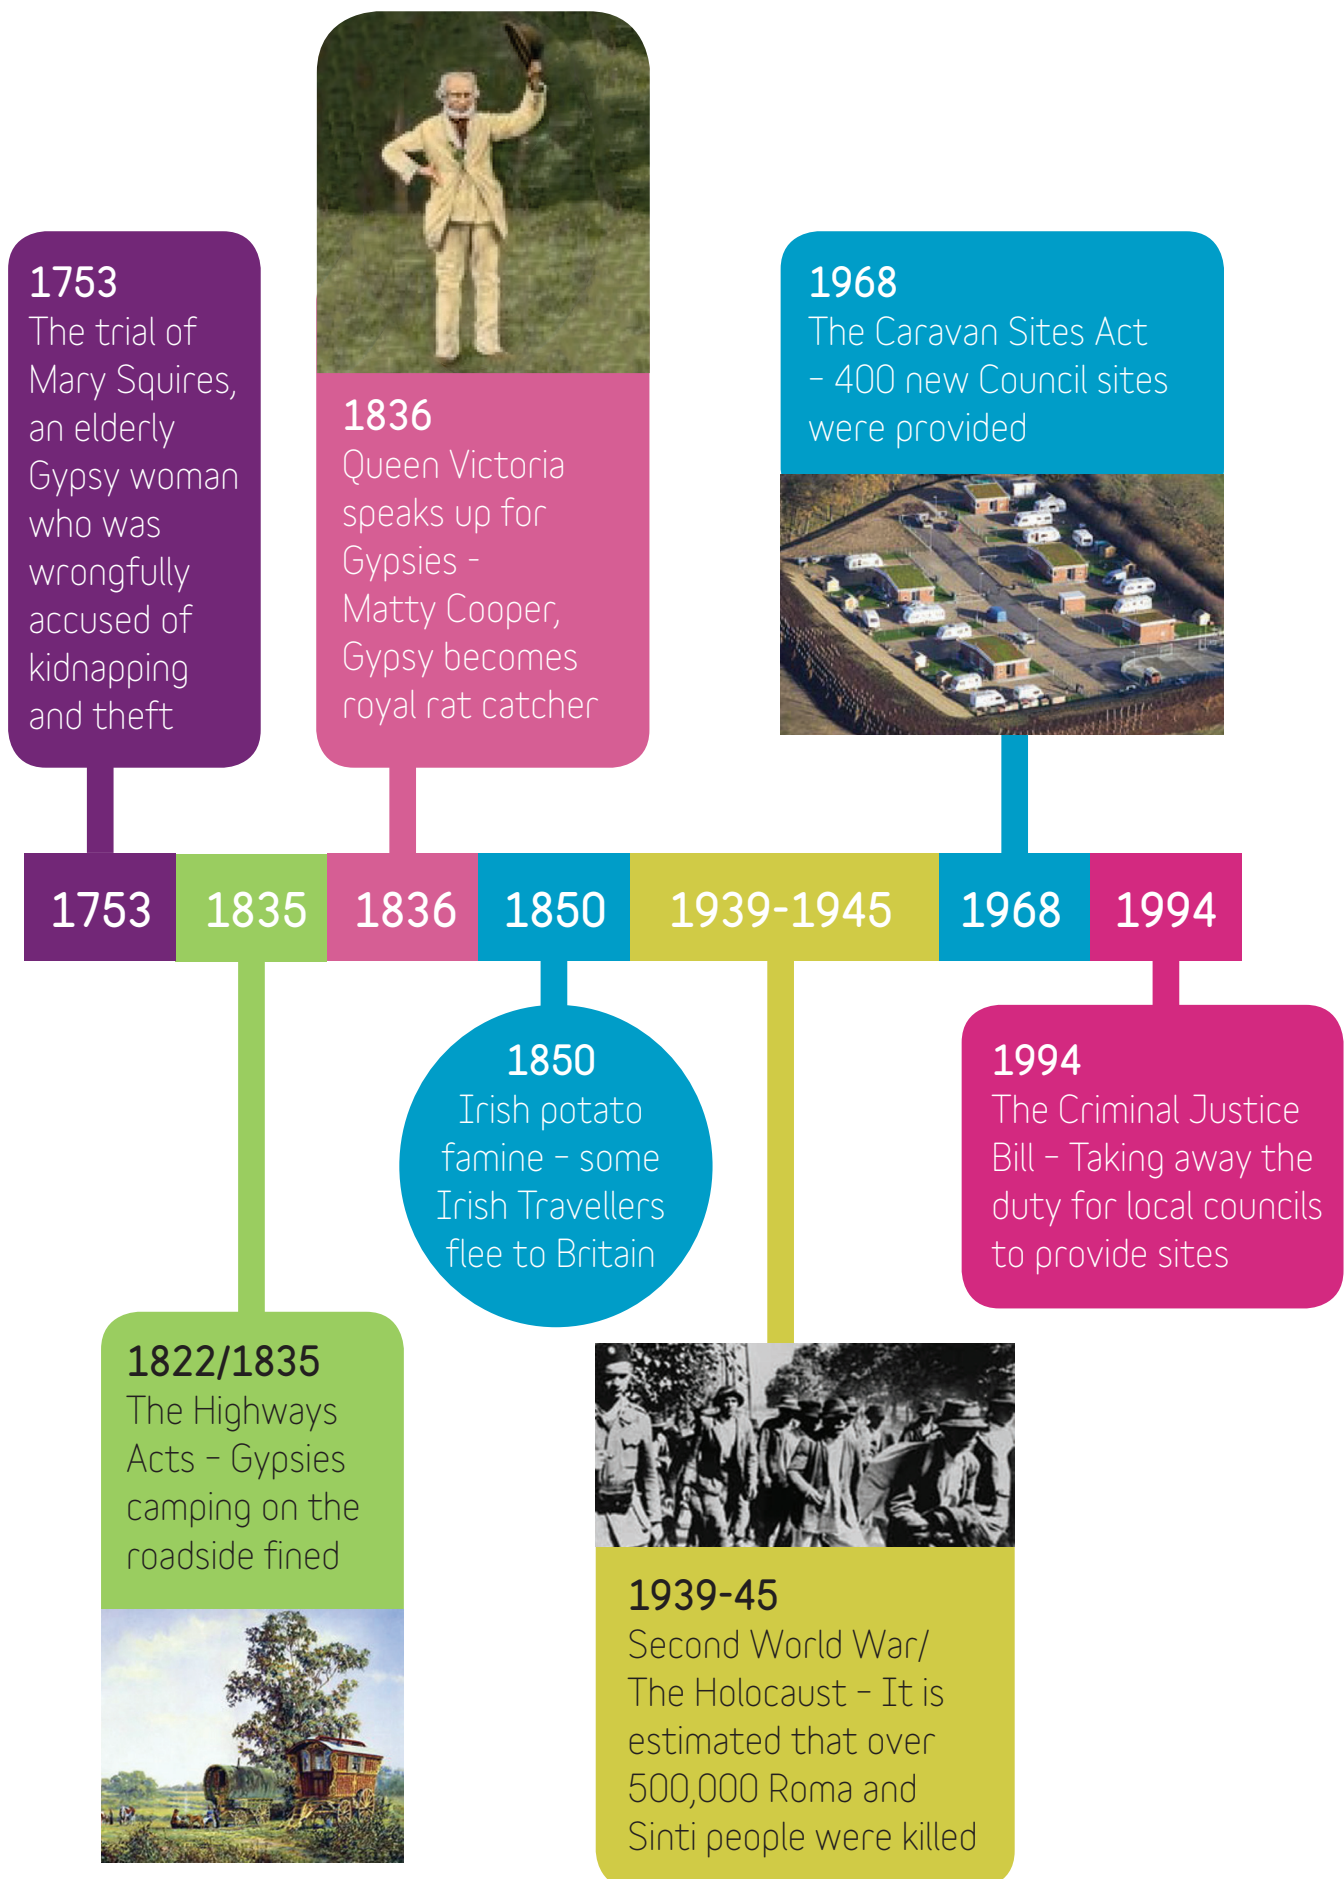 1753
The trial of
Mary Squires,
an elderly
Gypsy woman
who was
wrongfully
accused of
kidnapping
and theft
1836
Queen Victoria
speaks up for
Gypsies -
Matty Cooper,
Gypsy becomes
royal rat catcher
1968
The Caravan Sites Act
– 400 new Council sites
were provided
1753
1835
1836
1850
1939-1945
1968
1994
1850
Irish potato
famine – some
Irish Travellers
flee to Britain
1994
The Criminal Justice
Bill – Taking away the
duty for local councils
to provide sites
1822/1835
The Highways
Acts – Gypsies
camping on the
roadside fined
1939-45
Second World War/
The Holocaust – It is
estimated that over
500,000 Roma and
Sinti people were killed